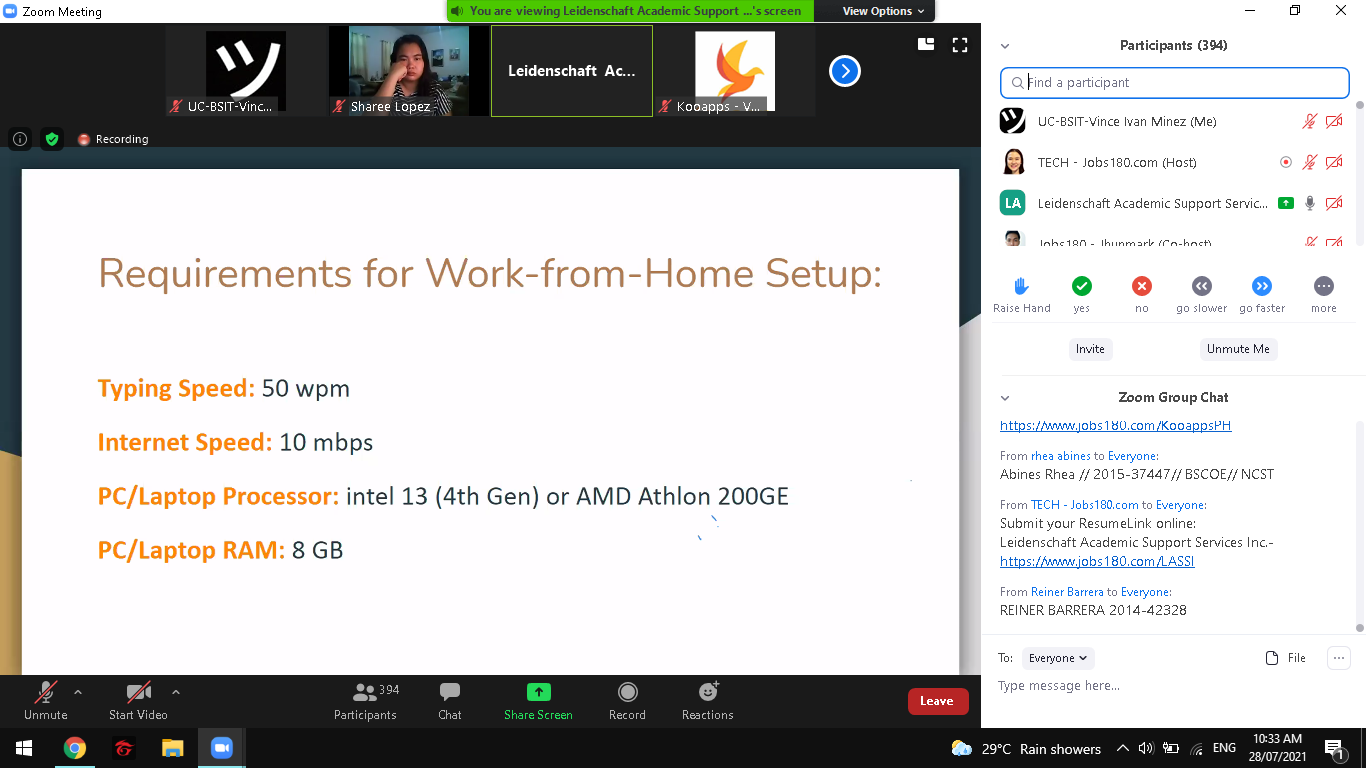 Zoom Meeting
You are viewing Leidenschaft Academic Support ...'s screen
View Options
UC-BSIT-Vinc...
Sharee Lopez
Leidenschaft Ac...
Kooapps - V...
Recording
Requirements for Work-from-Home Setup:
Typing Speed: 50 wpm
Internet Speed: 10 mbps
PC/Laptop Processor: intel 13 (4th Gen) or AMD Athlon 200GE
PC/Laptop RAM: 8 GB
Participants (394)
Find a participant
UC-BSIT-Vince Ivan Minez (Me)
TECH - Jobs180.com (Host)
LA Leidenschaft Academic Support Servic...
Jobs180 - Jhunmark (Co-host)
Raise Hand yes no go slower go faster more
Invite Unmute Me
Zoom Group Chat
https://www.jobs180.com/KooappsPH
From rhea abines to Everyone:
Abines Rhea // 2015-37447// BSCOE// NCST
From TECH - Jobs180.com to Everyone:
Submit your ResumeLink online:
Leidenschaft Academic Support Services Inc.-
https://www.jobs180.com/LASSI
From Reiner Barrera to Everyone:
REINER BARRERA 2014-42328
To: Everyone File
Type message here...
Unmute Start Video Participants 394 Chat Share Screen Record Reactions Leave
29°C Rain showers ENG 10:33 AM
28/07/2021 1